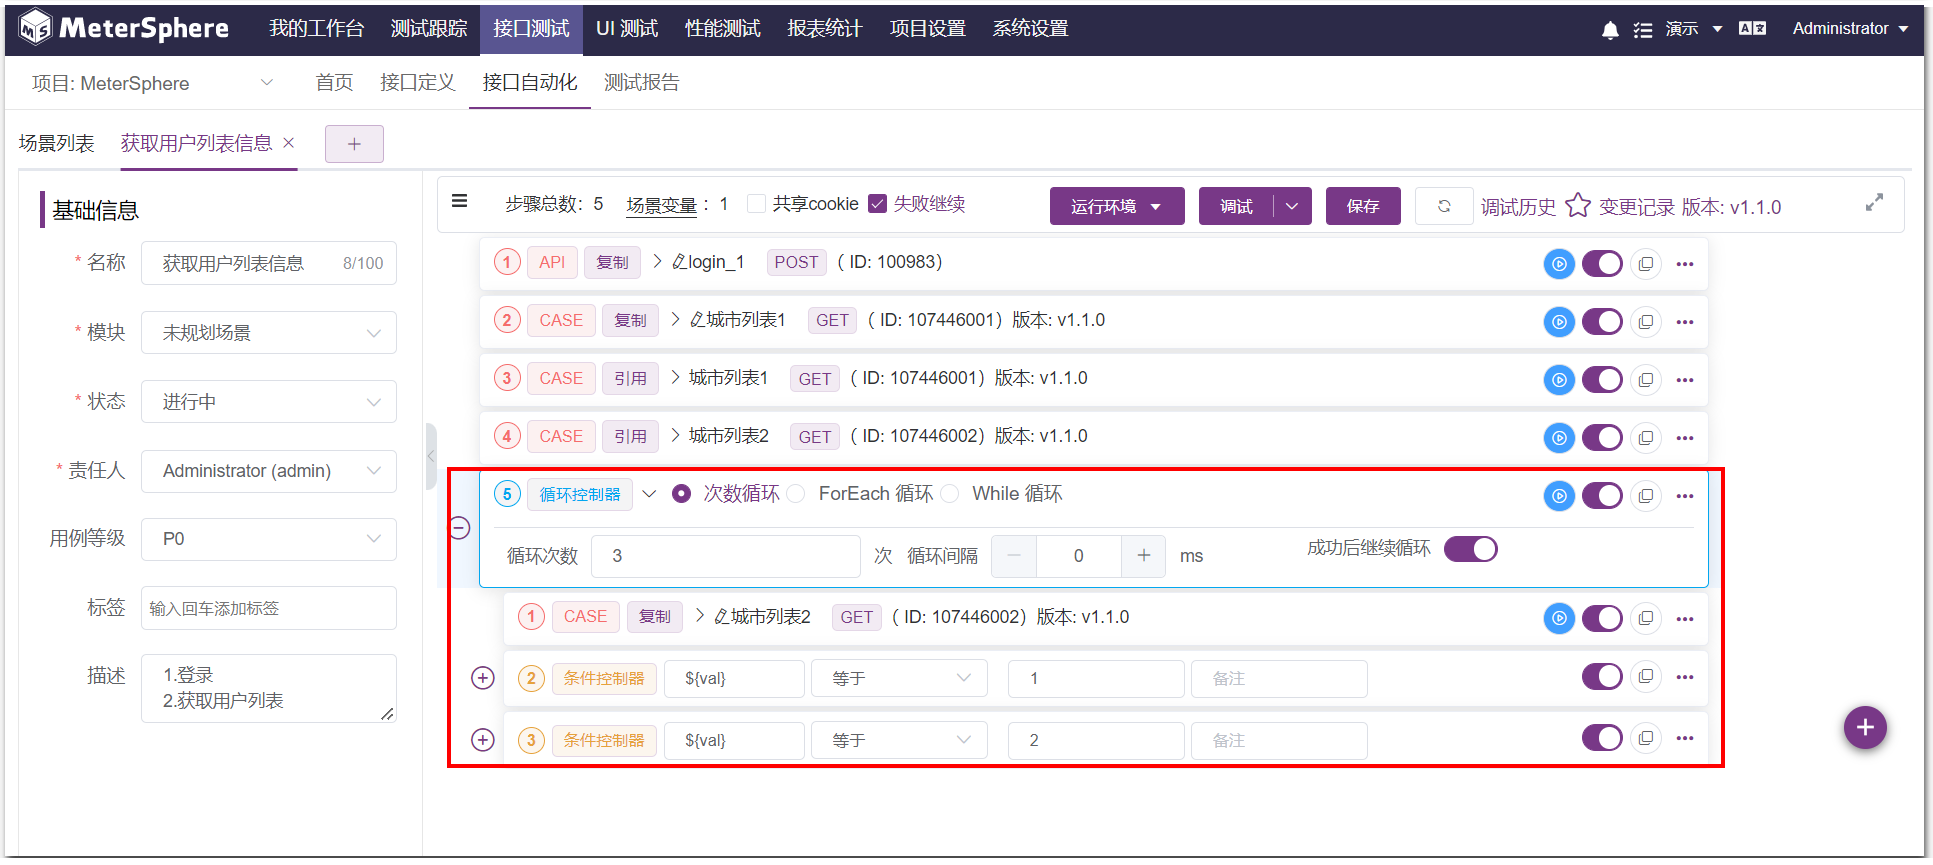 MeterSphere 我的工作台 测试跟踪 接口测试 UI 测试 性能测试 报表统计 项目设置 系统设置 演示 Administrator
项目: MeterSphere 首页 接口定义 接口自动化 测试报告
场景列表 获取用户列表信息
基础信息
* 名称 获取用户列表信息 8/100
* 模块 未规划场景
* 状态 进行中
* 责任人 Administrator (admin)
用例等级 P0
标签 输入回车添加标签
描述 1.登录
2.获取用户列表
步骤总数: 5 场景变量 : 1 共享cookie 失败继续 运行环境 调试 保存 调试历史 变更记录 版本: v1.1.0
1 API 复制 login_1 POST ( ID: 100983)
2 CASE 复制 城市列表1 GET ( ID: 107446001) 版本: v1.1.0
3 CASE 引用 城市列表1 GET ( ID: 107446001) 版本: v1.1.0
4 CASE 引用 城市列表2 GET ( ID: 107446002) 版本: v1.1.0
5 循环控制器 次数循环 ForEach 循环 While 循环
循环次数 3 次 循环间隔 0 ms 成功后继续循环
1 CASE 复制 城市列表2 GET ( ID: 107446002) 版本: v1.1.0
2 条件控制器 ${val} 等于 1 备注
3 条件控制器 ${val} 等于 2 备注